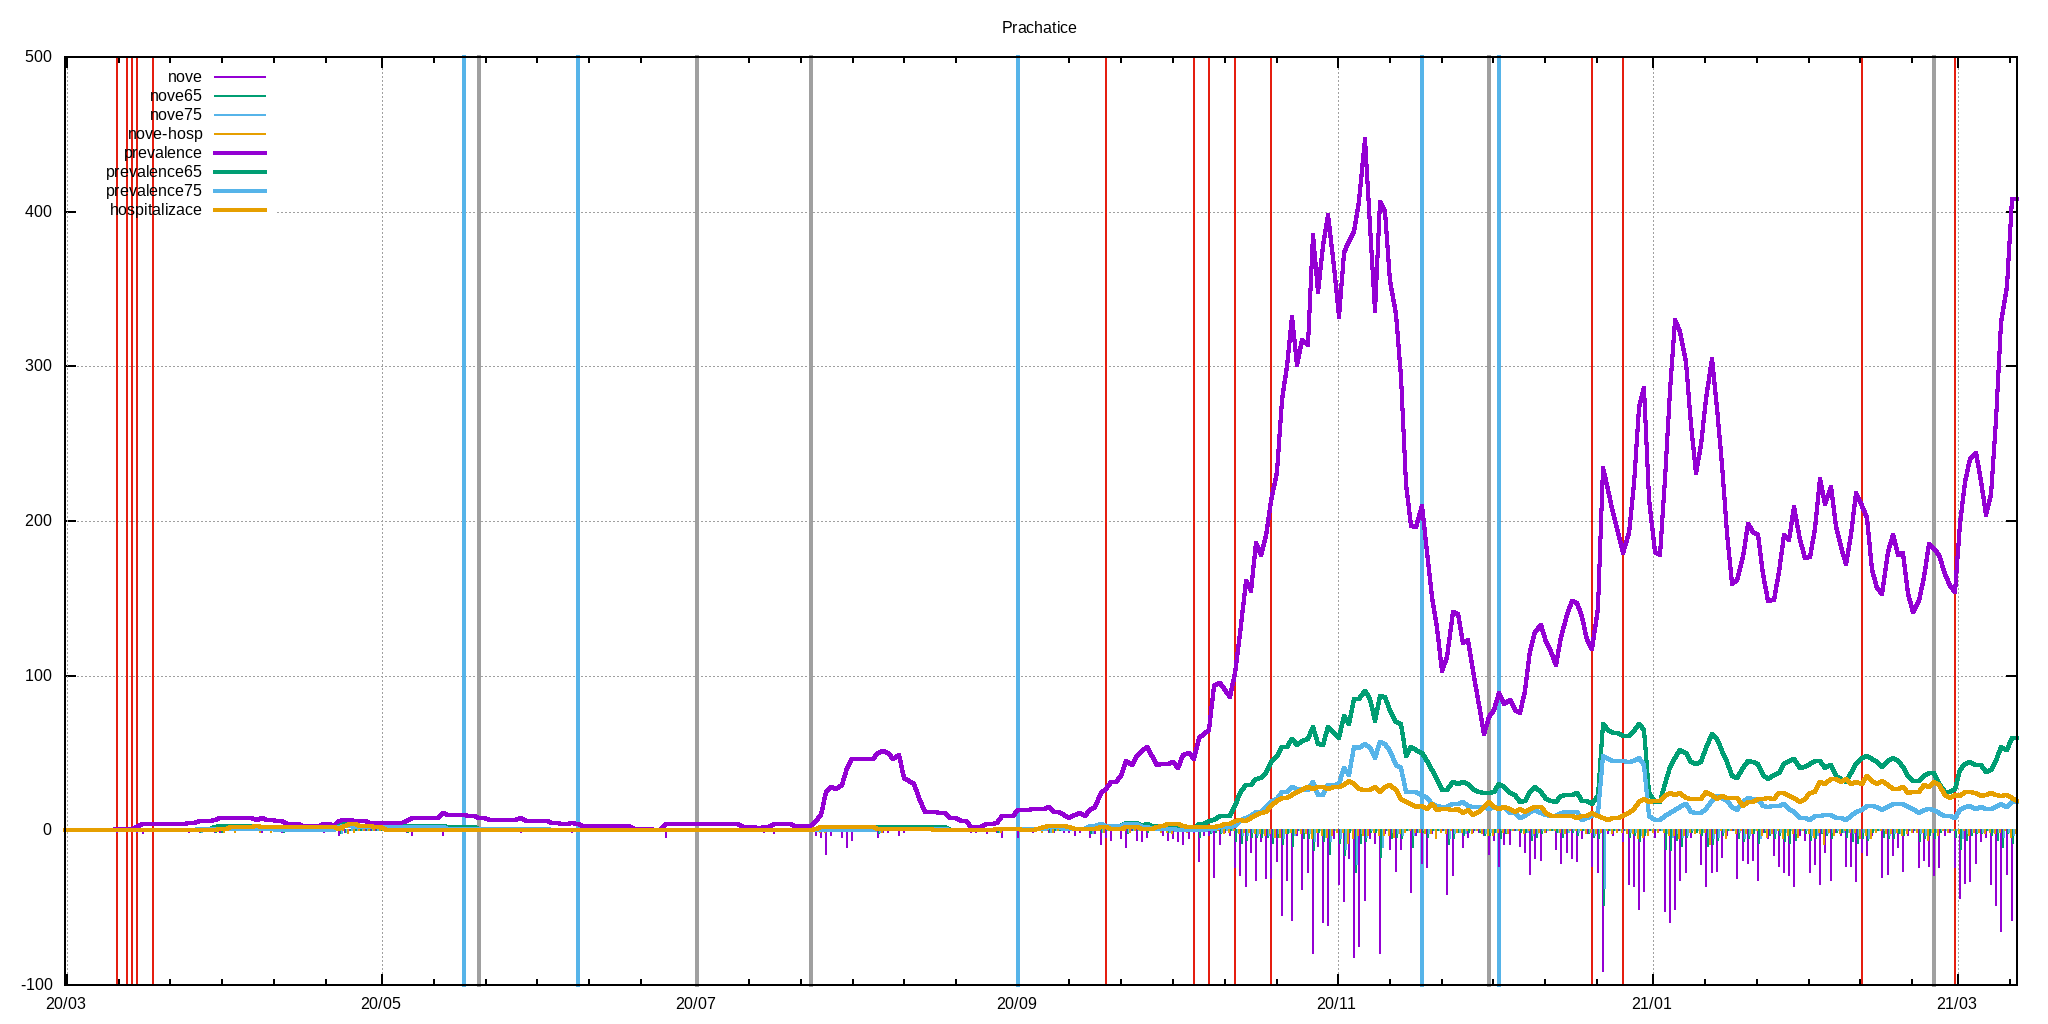 Prachatice
500
nove
nove65
nove75
nove-hosp
prevalence
prevalence65
prevalence75
hospitalizace
400
300
200
100
0
-100
20/03 20/05 20/07 20/09 20/11 21/01 21/03